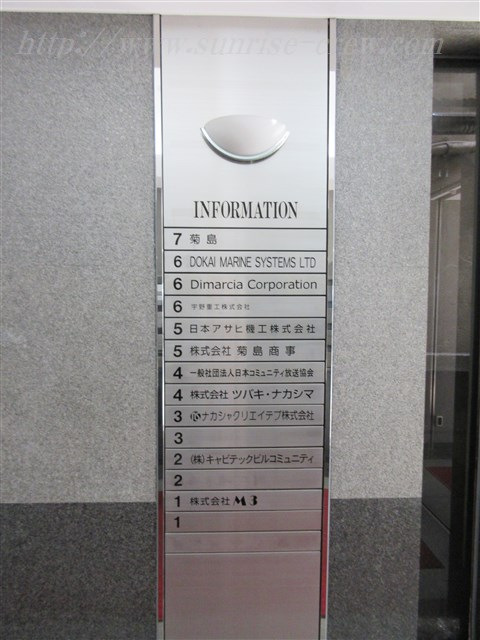 http://www.sunrise-crew.com
INFORMATION
7 菊島
6 DOKAI MARINE SYSTEMS LTD
6 Dimarcia Corporation
6 宇野重工株式会社
5 日本アサヒ機工株式会社
5 株式会社 菊島商事
4 一般社団法人日本コミュニティ放送協会
4 株式会社 ツバキ・ナカシマ
3 ナカシャクリエイテブ株式会社
3
2 (株)キャピテックビルコミュニティ
2
1 株式会社 M3
1